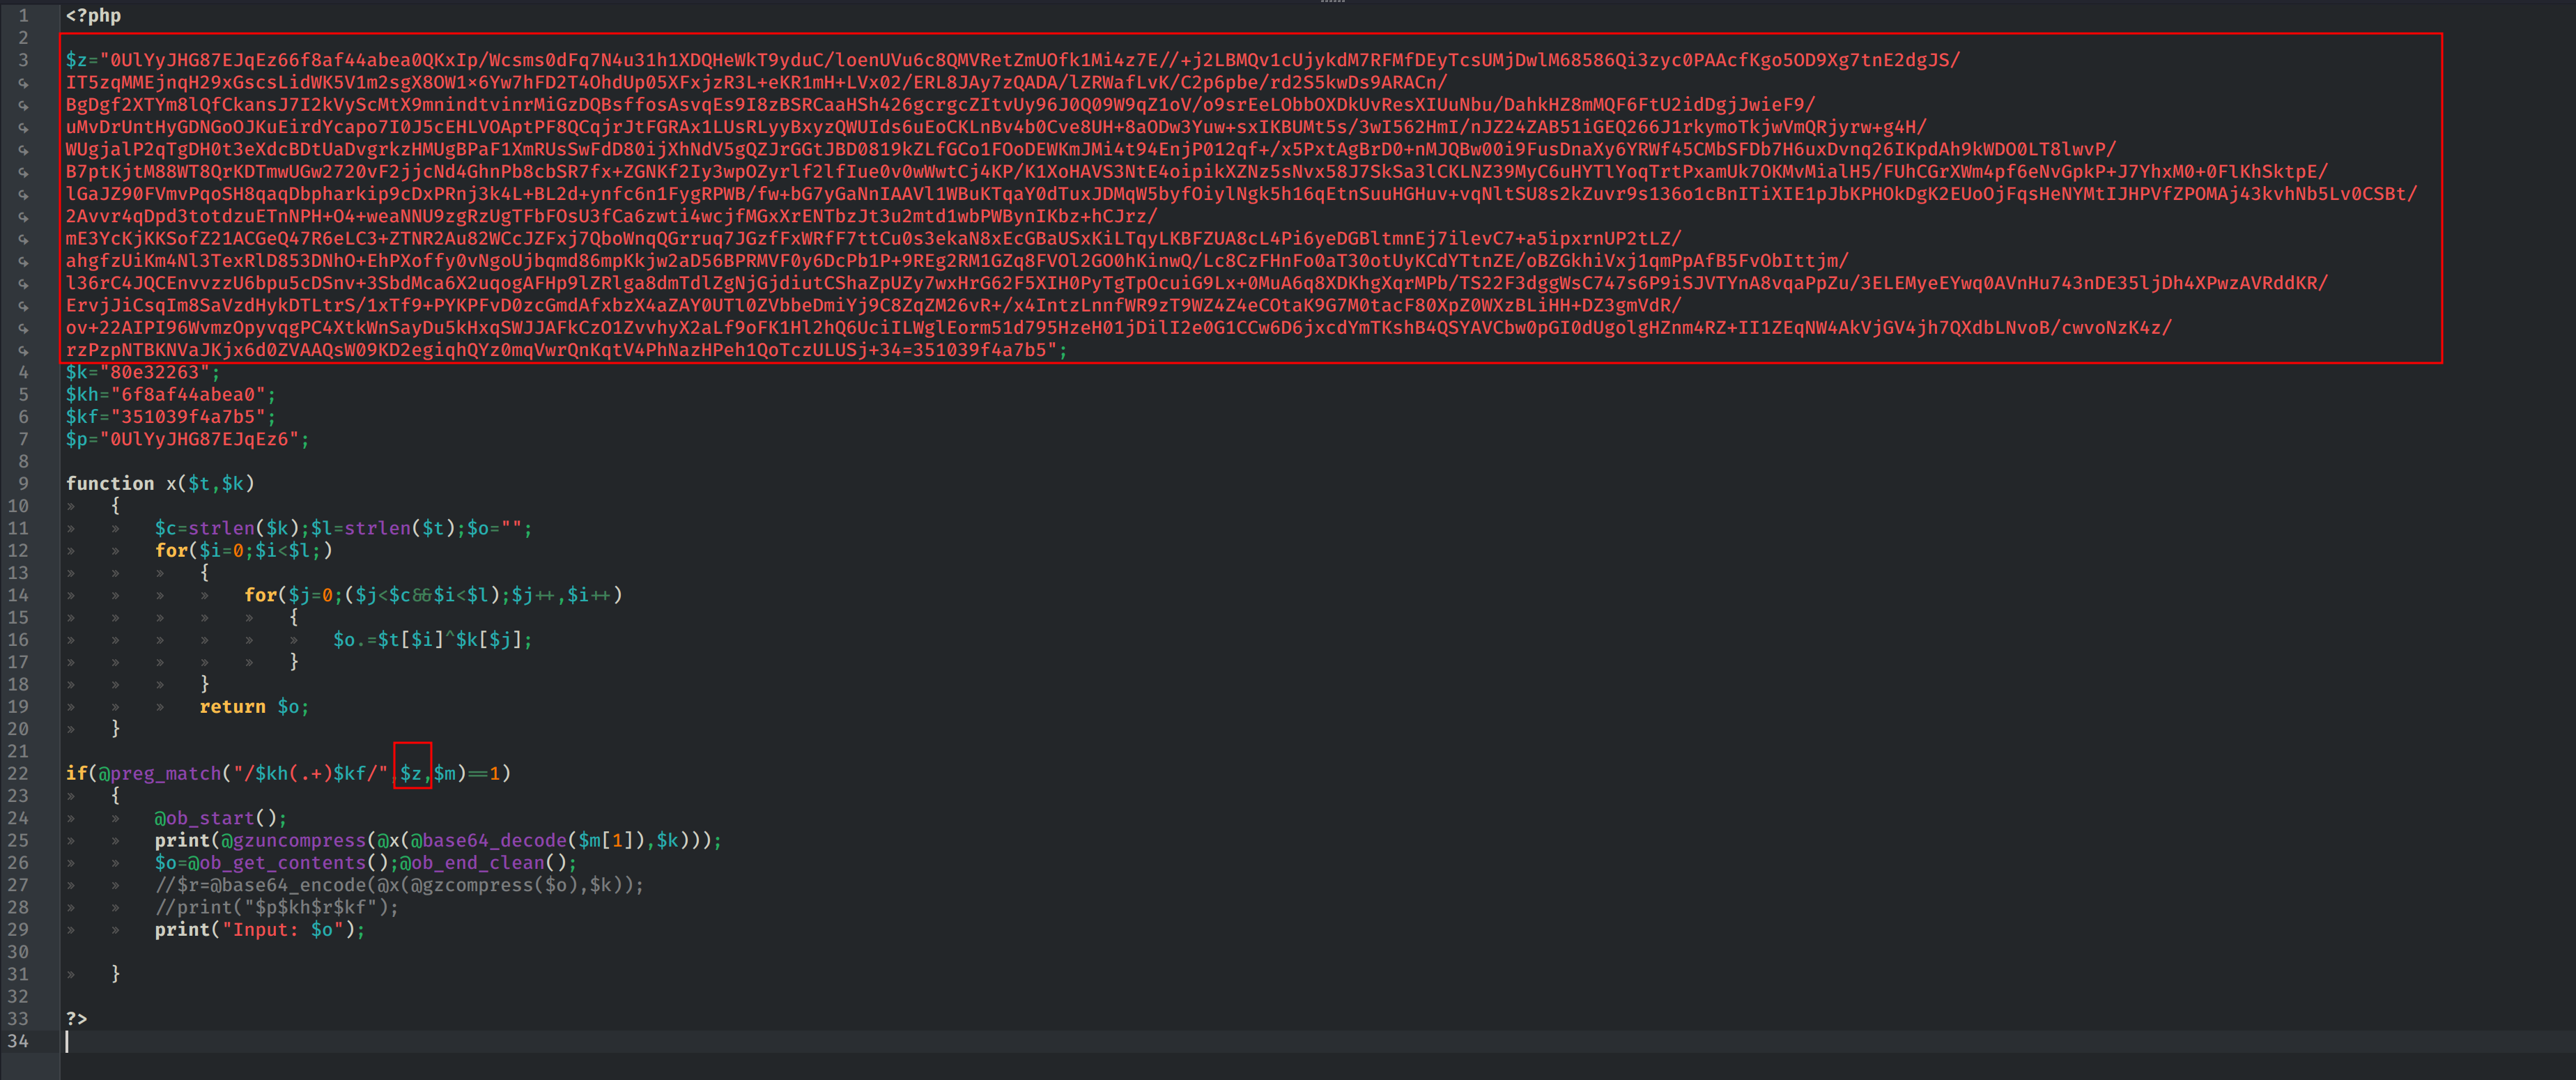 1 <?php
2
3 $z="0UlYyJHG87EJqEz66f8af44abea0QKxIp/Wcsms0dFq7N4u31h1XDQHeWkT9yduC/loenUVu6c8QMVRetZmUOfk1Mi4z7E//+j2LBMQv1cUjykdM7RFMfDEyTcsUMjDwlM68586Qi3zyc0PAAcfKgo5OD9Xg7tnE2dgJS/
IT5zqMMEjnqH29xGscsLidWK5V1m2sgX8OW1×6Yw7hFD2T4OhdUp05XFxjzR3L+eKR1mH+LVx02/ERL8JAy7zQADA/lZRWafLvK/C2p6pbe/rd2S5kwDs9ARACn/
BgDgf2XTYm8lQfCkansJ7I2kVyScMtX9mnindtvinrMiGzDQBsffosAsvqEs9I8zBSRCaaHSh426gcrgcZItvUy96J0Q09W9qZ1oV/o9srEeLObbOXDkUvResXIUuNbu/DahkHZ8mMQF6FtU2idDgjJwieF9/
uMvDrUntHyGDNGoOJKuEirdYcapo7I0J5cEHLVOAptPF8QCqjrJtFGRAx1LUsRLyyBxyzQWUIds6uEoCKLnBv4b0Cve8UH+8aODw3Yuw+sxIKBUMt5s/3wI562HmI/nJZ24ZAB51iGEQ266J1rkymoTkjwVmQRjyrw+g4H/
WUgjalP2qTgDH0t3eXdcBDtUaDvgrkzHMUgBPaF1XmRUsSwFdD80ijXhNdV5gQZJrGGtJBD0819kZLfGCo1FOoDEWKmJMi4t94EnjP012qf+/x5PxtAgBrD0+nMJQBw00i9FusDnaXy6YRWf45CMbSFDb7H6uxDvnq26IKpdAh9kWDO0LT8lwvP/
B7ptKjtM88WT8QrKDTmwUGw2720vF2jjcNd4GhnPb8cbSR7fx+ZGNKf2Iy3wpOZyrlf2lfIue0v0wWwtCj4KP/K1XoHAVS3NtE4oipikXZNz5sNvx58J7SkSa3lCKLNZ39MyC6uHYTlYoqTrtPxamUk7OKMvMialH5/FUhCGrXWm4pf6eNvGpkP+J7YhxM0+0FlKhSktpE/
lGaJZ90FVmvPqoSH8qaqDbpharkip9cDxPRnj3k4L+BL2d+ynfc6n1FygRPWB/fw+bG7yGaNnIAAVl1WBuKTqaY0dTuxJDMqW5byfOiylNgk5h16qEtnSuuHGHuv+vqNltSU8s2kZuvr9s136o1cBnITiXIE1pJbKPHOkDgK2EUoOjFqsHeNYMtIJHPVfZPOMAj43kvhNb5Lv0CSBt/
2Avvr4qDpd3totdzuETnNPH+O4+weaNNU9zgRzUgTFbFOsU3fCa6zwti4wcjfMGxXrENTbzJt3u2mtd1wbPWBynIKbz+hCJrz/
mE3YcKjKKSofZ21ACGeQ47R6eLC3+ZTNR2Au82WCcJZFxj7QboWnqQGrruq7JGzfFxWRfF7ttCu0s3ekaN8xEcGBaUSxKiLTqyLKBFZUA8cL4Pi6yeDGBltmnEj7ilevC7+a5ipxrnUP2tLZ/
ahgfzUiKm4Nl3TexRlD853DNhO+EhPXoffy0vNgoUjbqmd86mpKkjw2aD56BPRMVF0y6DcPb1P+9REg2RM1GZq8FVOl2GO0hKinwQ/Lc8CzFHnFo0aT30otUyKCdYTtnZE/oBZGkhiVxj1qmPpAfB5FvObIttjm/
l36rC4JQCEnvvzzU6bpu5cDSnv+3SbdMca6X2uqogAFHp9lZRlga8dmTdlZgNjGjdiutCShaZpUZy7wxHrG62F5XIH0PyTgTpOcuiG9Lx+0MuA6q8XDKhgXqrMPb/TS22F3dggWsC747s6P9iSJVTYnA8vqaPpZu/3ELEMyeEYwq0AVnHu743nDE35ljDh4XPwzAVRddKR/
ErvjJiCsqIm8SaVzdHykDTLtrS/1xTf9+PYKPFvD0zcGmdAfxbzX4aZAY0UTl0ZVbbeDmiYj9C8ZqZM26vR+/x4IntzLnnfWR9zT9WZ4Z4eCOtaK9G7M0tacF80XpZ0WXzBLiHH+DZ3gmVdR/
ov+22AIPI96WvmzOpyvqgPC4XtkWnSayDu5kHxqSWJJAFkCzO1ZvvhyX2aLf9oFK1Hl2hQ6UciILWglEorm51d795HzeH01jDilI2e0G1CCw6D6jxcdYmTKshB4QSYAVCbw0pGI0dUgolgHZnm4RZ+II1ZEqNW4AkVjGV4jh7QXdbLNvoB/cwvoNzK4z/
rzPzpNTBKNVaJKjx6d0ZVAAQsW09KD2egiqhQYz0mqVwrQnKqtV4PhNazHPeh1QoTczULUSj+34=351039f4a7b5";
4 $k="80e32263";
5 $kh="6f8af44abea0";
6 $kf="351039f4a7b5";
7 $p="0UlYyJHG87EJqEz6";
8
9 function x($t,$k)
10 {
11 $c=strlen($k);$l=strlen($t);$o="";
12 for($i=0;$i<$l;)
13 {
14 for($j=0;($j<$c&&$i<$l);$j++,$i++)
15 {
16 $o.=$t[$i]^$k[$j];
17 }
18 }
19 return $o;
20 }
21
22 if(@preg_match("/$kh(.+)$kf/",$z,$m)==1)
23 {
24 @ob_start();
25 print(@gzuncompress(@x(@base64_decode($m[1]),$k)));
26 $o=@ob_get_contents();@ob_end_clean();
27 //$r=@base64_encode(@x(@gzcompress($o),$k));
28 //print("$p$kh$r$kf");
29 print("Input: $o");
30
31 }
32
33 ?>
34